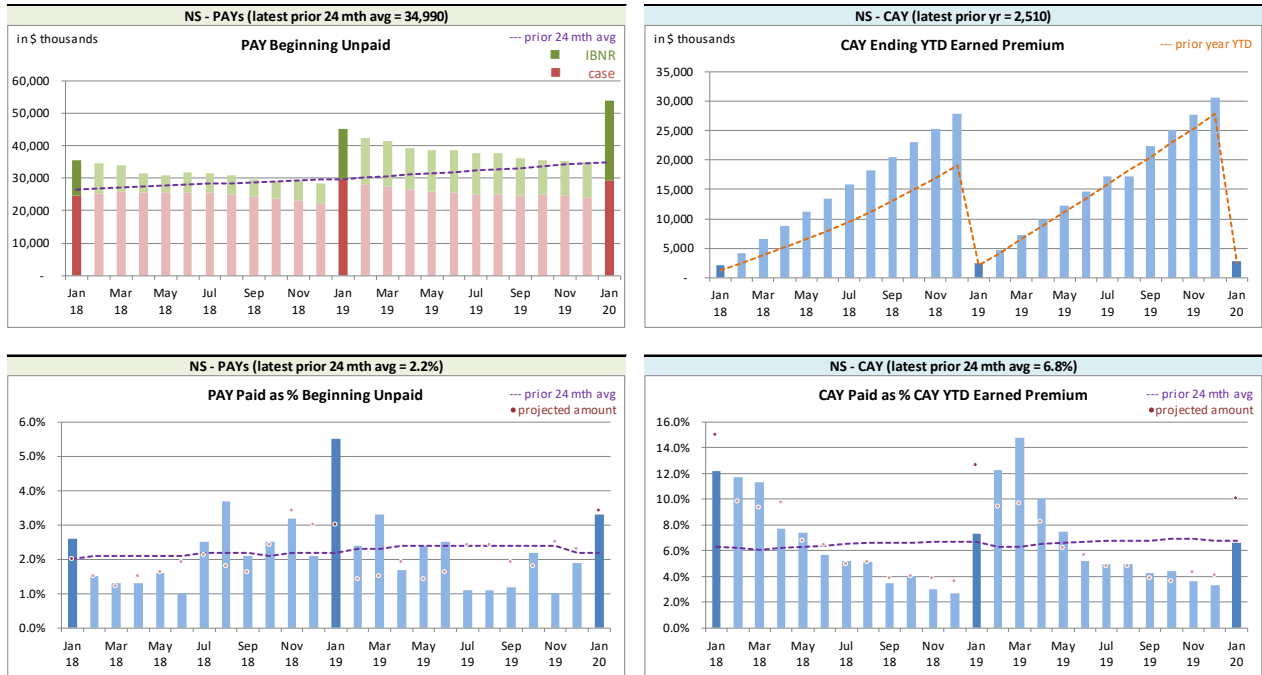 NS - PAYs (latest prior 24 mth avg = 34,990)
in $ thousands
PAY Beginning Unpaid
--- prior 24 mth avg
IBNR
case
60,000
50,000
40,000
30,000
20,000
10,000
-
Jan Mar May Jul Sep Nov Jan Mar May Jul Sep Nov Jan
18 18 18 18 18 18 19 19 19 19 19 19 20
NS - CAY (latest prior yr = 2,510)
in $ thousands
CAY Ending YTD Earned Premium
--- prior year YTD
35,000
30,000
25,000
20,000
15,000
10,000
5,000
-
Jan Mar May Jul Sep Nov Jan Mar May Jul Sep Nov Jan
18 18 18 18 18 18 19 19 19 19 19 19 20
NS - PAYs (latest prior 24 mth avg = 2.2%)
PAY Paid as % Beginning Unpaid
--- prior 24 mth avg
• projected amount
6.0%
5.0%
4.0%
3.0%
2.0%
1.0%
0.0%
Jan Mar May Jul Sep Nov Jan Mar May Jul Sep Nov Jan
18 18 18 18 18 18 19 19 19 19 19 19 20
NS - CAY (latest prior 24 mth avg = 6.8%)
CAY Paid as % CAY YTD Earned Premium
--- prior 24 mth avg
• projected amount
16.0%
14.0%
12.0%
10.0%
8.0%
6.0%
4.0%
2.0%
0.0%
Jan Mar May Jul Sep Nov Jan Mar May Jul Sep Nov Jan
18 18 18 18 18 18 19 19 19 19 19 19 20